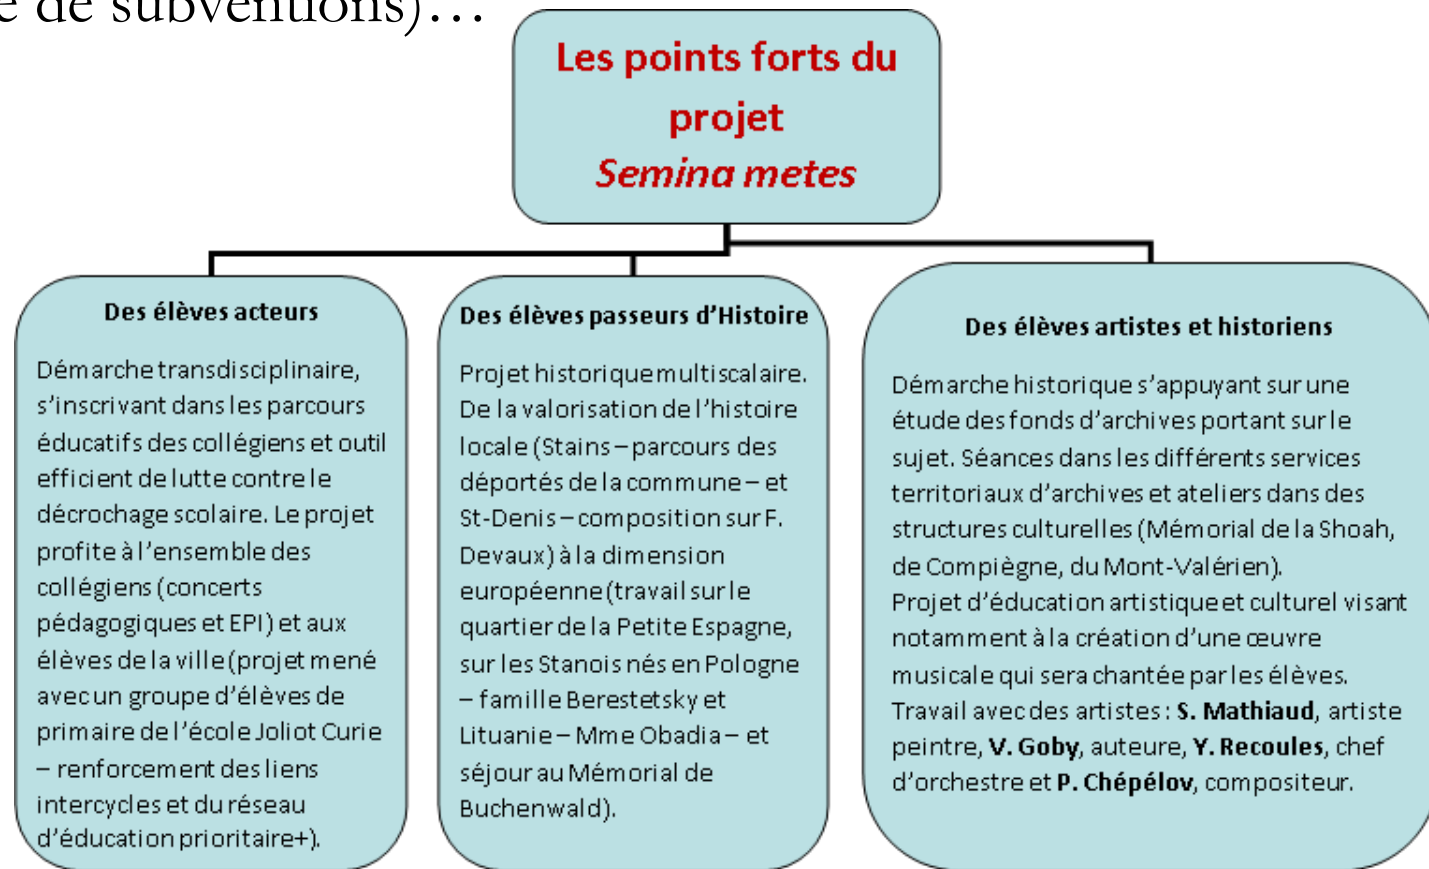 e de subventions)…
Les points forts du
projet
Semina metes
Des élèves acteurs
Démarche transdisciplinaire,
s’inscrivant dans les parcours
éducatifs des collégiens et outil
efficient de lutte contre le
décrochage scolaire. Le projet
profite à l’ensemble des
collégiens (concerts
pédagogiques et EPI) et aux
élèves de la ville (projet mené
avec un groupe d’élèves de
primaire de l’école Joliot Curie
– renforcement des liens
intercycles et du réseau
d’éducation prioritaire+).
Des élèves passeurs d’Histoire
Projet historique multiscalaire.
De la valorisation de l’histoire
locale (Stains – parcours des
déportés de la commune – et
St-Denis – composition sur F.
Devaux) à la dimension
européenne (travail sur le
quartier de la Petite Espagne,
sur les Stanois nés en Pologne
– famille Berestetsky et
Lituanie – Mme Obadia – et
séjour au Mémorial de
Buchenwald).
Des élèves artistes et historiens
Démarche historique s’appuyant sur une
étude des fonds d’archives portant sur le
sujet. Séances dans les différents services
territoriaux d’archives et ateliers dans des
structures culturelles (Mémorial de la Shoah,
de Compiègne, du Mont-Valérien).
Projet d’éducation artistique et culturel visant
notamment à la création d’une œuvre
musicale qui sera chantée par les élèves.
Travail avec des artistes : S. Mathiaud, artiste
peintre, V. Goby, auteure, Y. Recoules, chef
d’orchestre et P. Chépélov, compositeur.